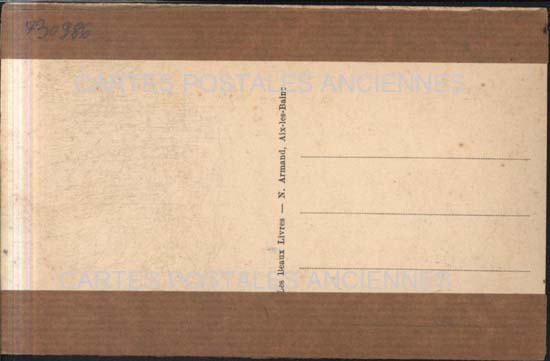 730986
CARTES POSTALES ANCIENNES
Les Beaux Livres — N. Armand, Aix-les-Bains
CARTES POSTALES ANCIENNES